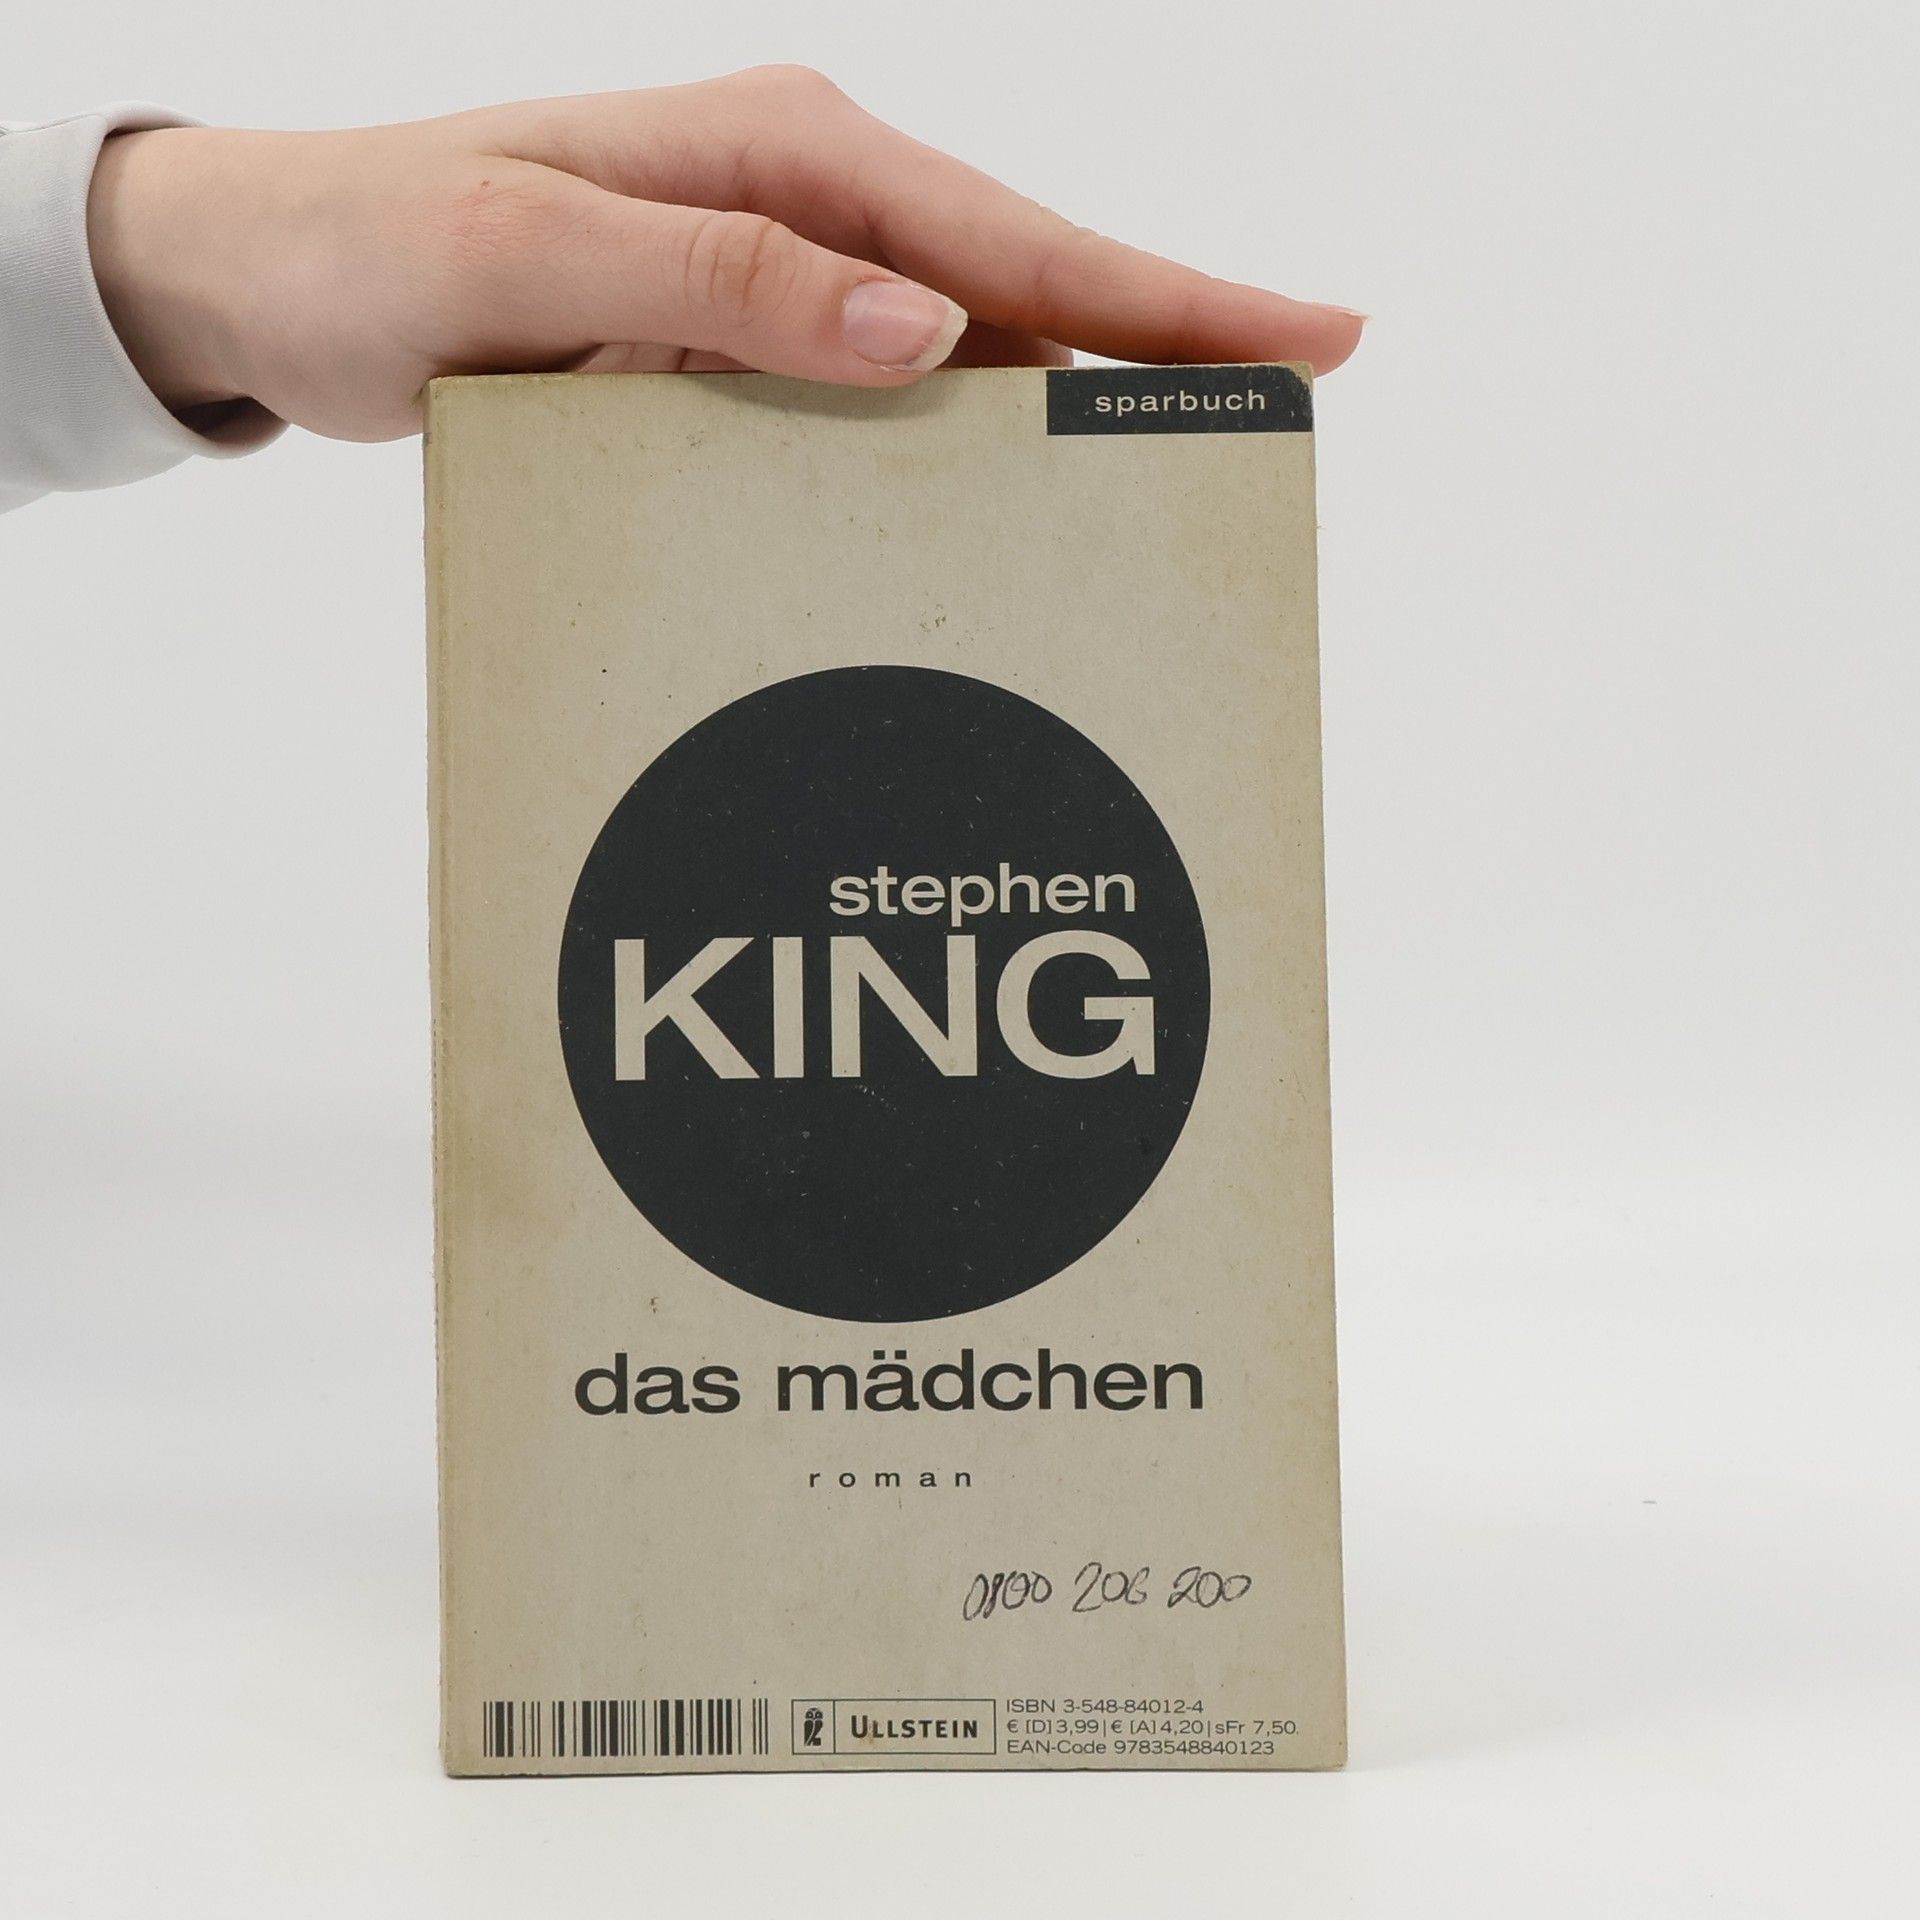 sparbuch
stephen
KING
das mädchen
roman
0800 206 200
ULLSTEIN
ISBN 3-548-84012-4
€ [D] 3,99 | € [A] 4,20 | sFr 7,50.
EAN-Code 9783548840123